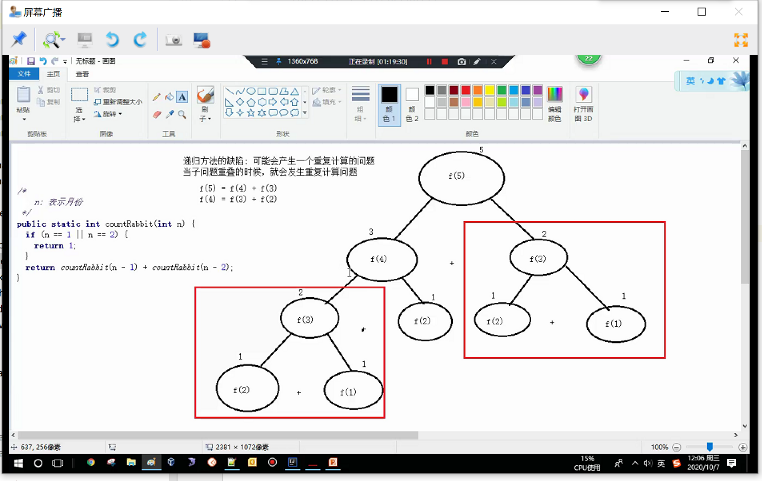 屏幕广播
无标题 - 画图
1360x768 正在录制 [01:19:30]
22
文件 主页 查看
英
粘贴
剪切
复制
选择
裁剪
重新调整大小
旋转
刷子
轮廓
填充
粗细
颜色 1
颜色 2
编辑颜色
打开画图 3D
剪贴板 图像 工具 形状 颜色
递归方法的缺陷: 可能会产生一个重复计算的问题
当子问题重叠的时候, 就会发生重复计算问题
f(5) = f(4) + f(3)
f(4) = f(3) + f(2)
/*
n: 表示月份
*/
public static int countRabbit(int n) {
if (n == 1 || n == 2) {
return 1;
}
return countRabbit(n - 1) + countRabbit(n - 2);
}
5
f(5)
3
f(4)
+
2
f(3)
2
f(3)
+
1
f(2)
1
f(2)
+
1
f(1)
1
f(2)
+
1
f(1)
637, 256像素
2381 × 1072像素
100%
15%
CPU使用
英
12:06 周三
2020/10/7